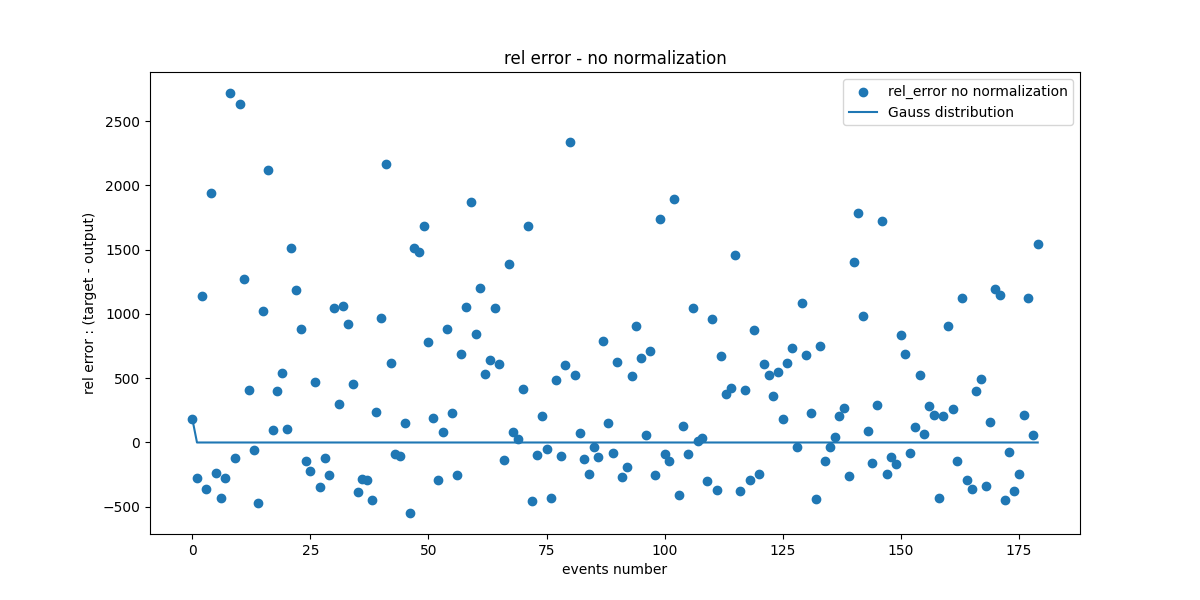 rel error - no normalization
rel_error no normalization
Gauss distribution
rel error : (target - output)
2500
2000
1500
1000
500
0
−500
0 25 50 75 100 125 150 175
events number